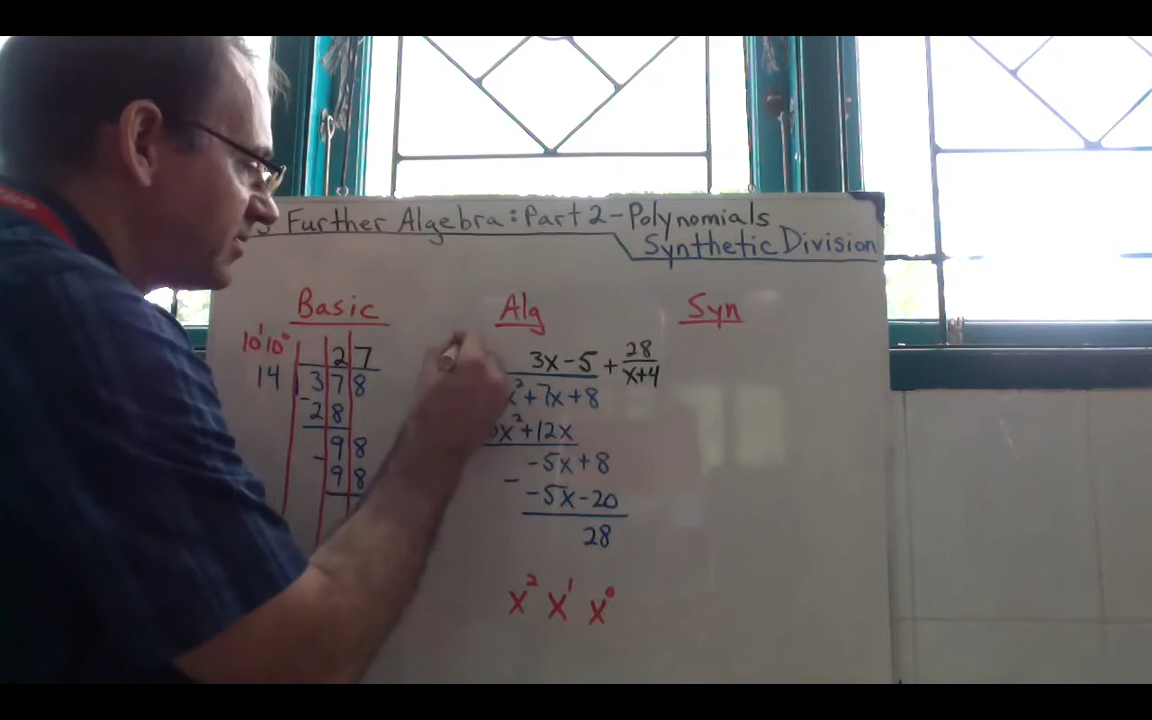 Further Algebra: Part 2 - Polynomials
Synthetic Division
Basic
10¹10⁰
2 7
14 3 7 8
- 2 8
9 8
- 9 8
Alg
3x - 5 + 28/x+4
x² + 7x + 8
x² + 12x
-5x + 8
- -5x - 20
28
x² x¹ x⁰
Syn